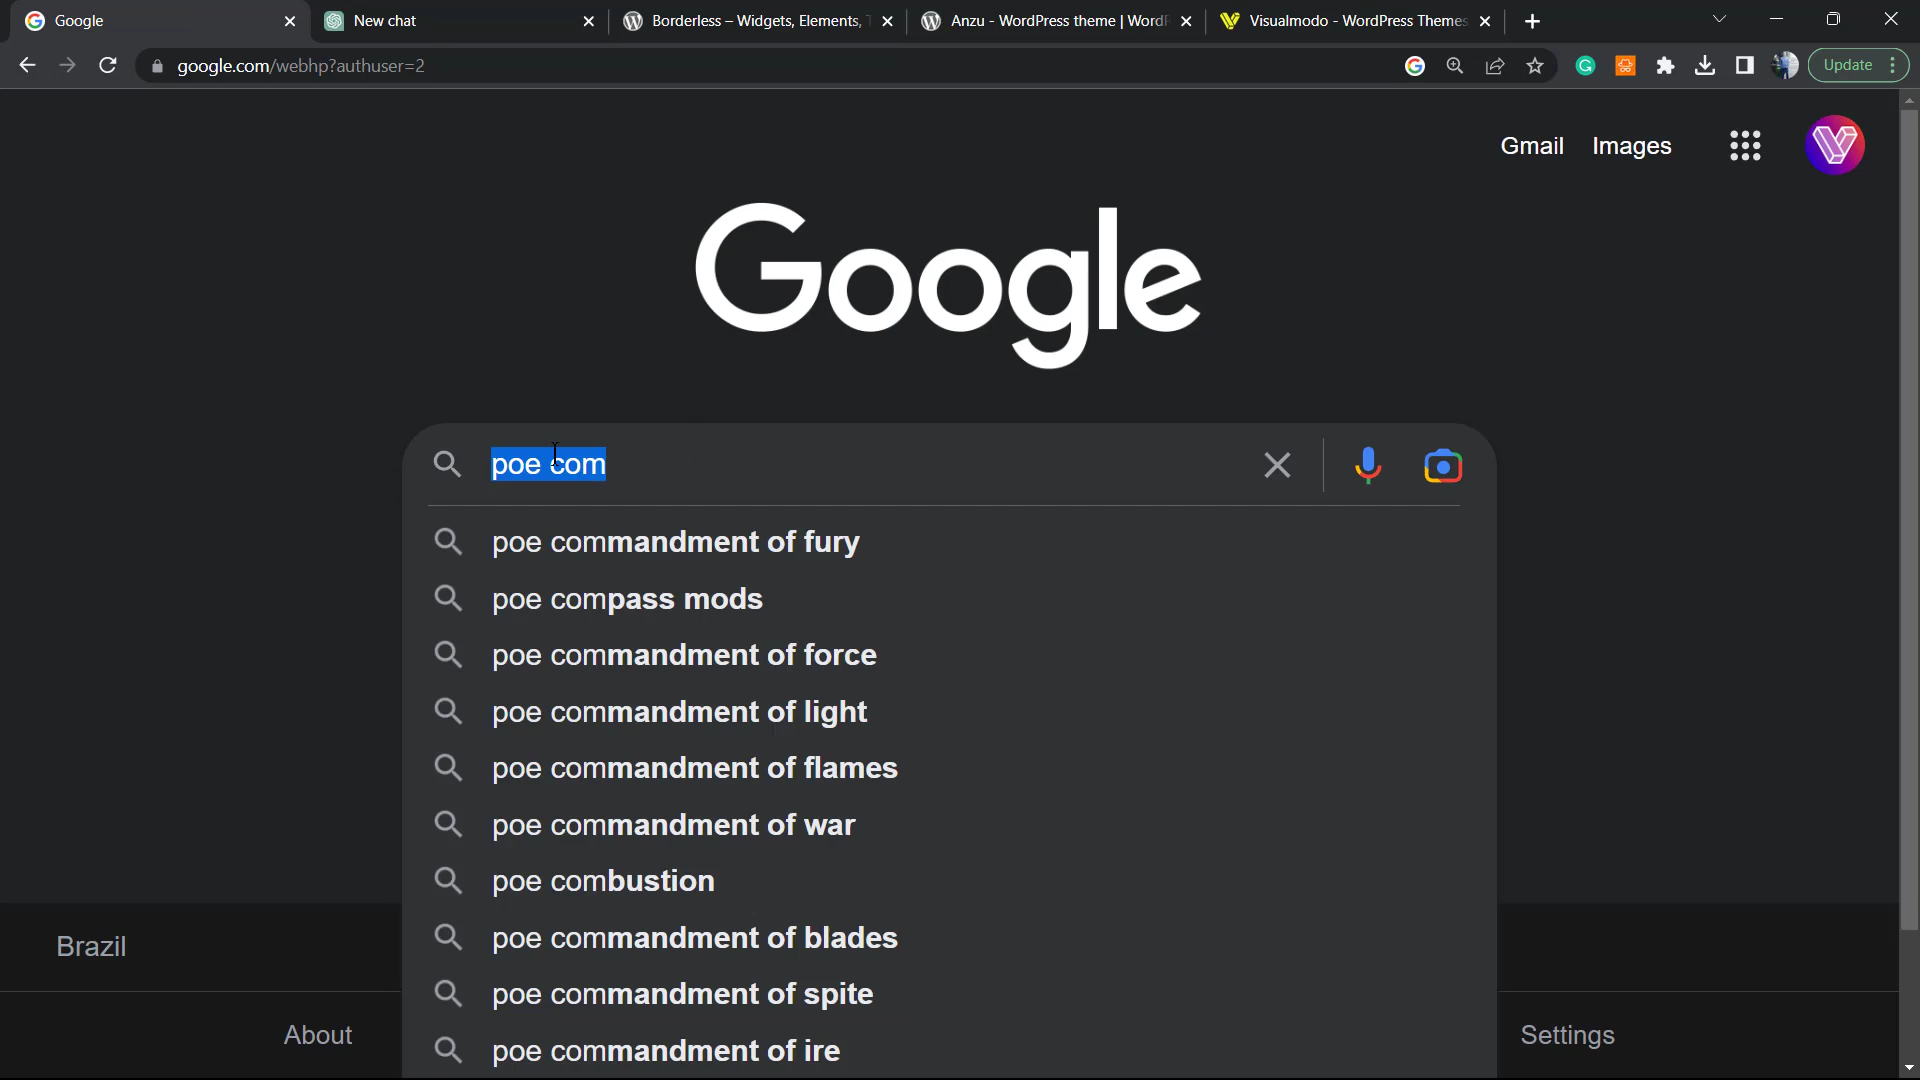 Google
New chat
Borderless – Widgets, Elements,
Anzu - WordPress theme | Word
Visualmodo - WordPress Themes
google.com/webhp?authuser=2
Update
Gmail
Images
Google
poe com
poe commandment of fury
poe compass mods
poe commandment of force
poe commandment of light
poe commandment of flames
poe commandment of war
poe combustion
poe commandment of blades
poe commandment of spite
poe commandment of ire
Brazil
About
Settings